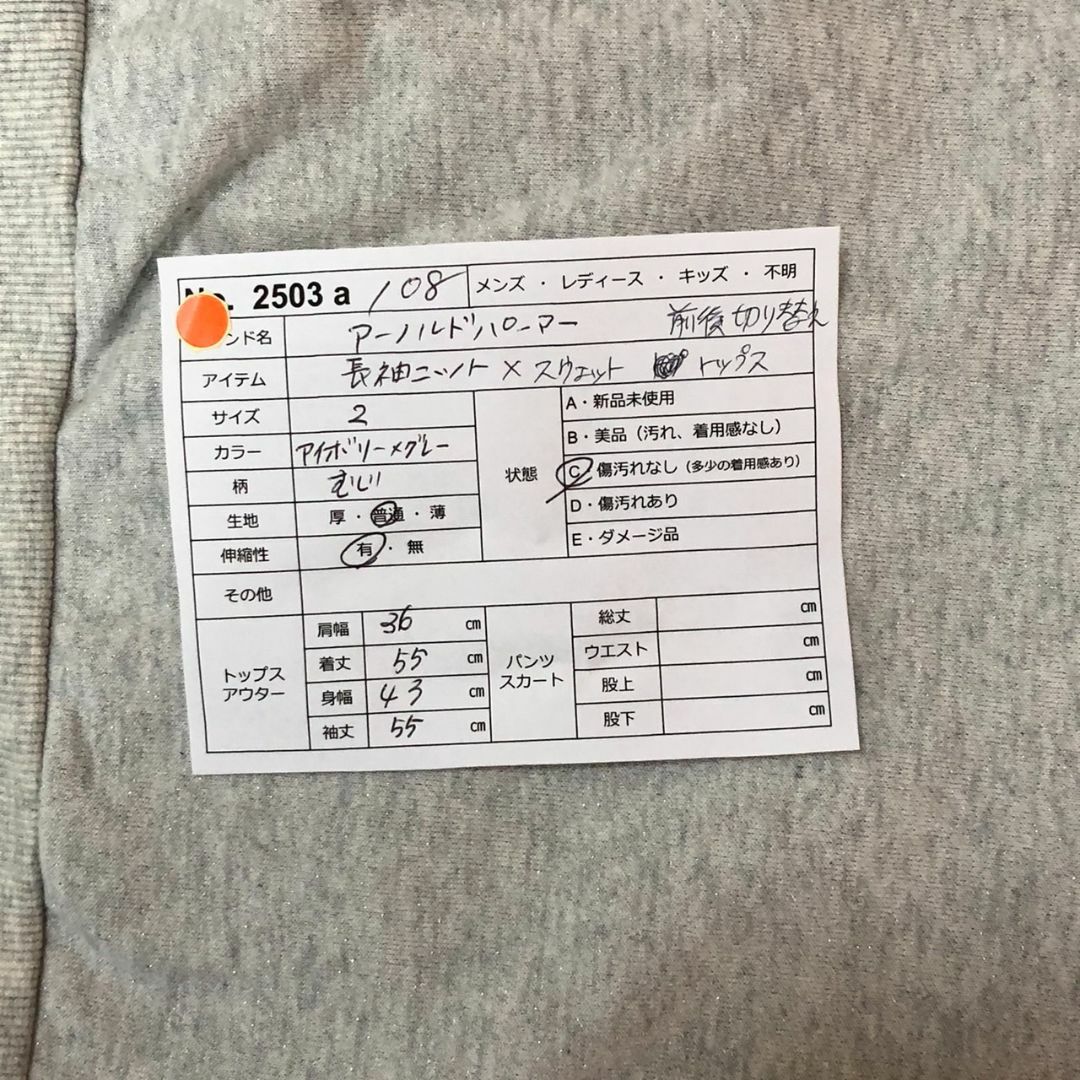 No. 2503 a 108 メンズ ・ レディース ・ キッズ ・ 不明
ンド名 アーノルドパーマー 前後切り替え
アイテム 長袖ニット×スウェット トップス
サイズ 2
カラー アイボリー×グレー
柄 むじ
生地 厚・普通・薄
伸縮性 有・無
状態
A・新品未使用
B・美品（汚れ、着用感なし）
C・傷汚れなし（多少の着用感あり）
D・傷汚れあり
E・ダメージ品
その他
トップス
アウター
肩幅 36 cm
着丈 55 cm
身幅 43 cm
袖丈 55 cm
パンツ
スカート
総丈 cm
ウエスト cm
股上 cm
股下 cm